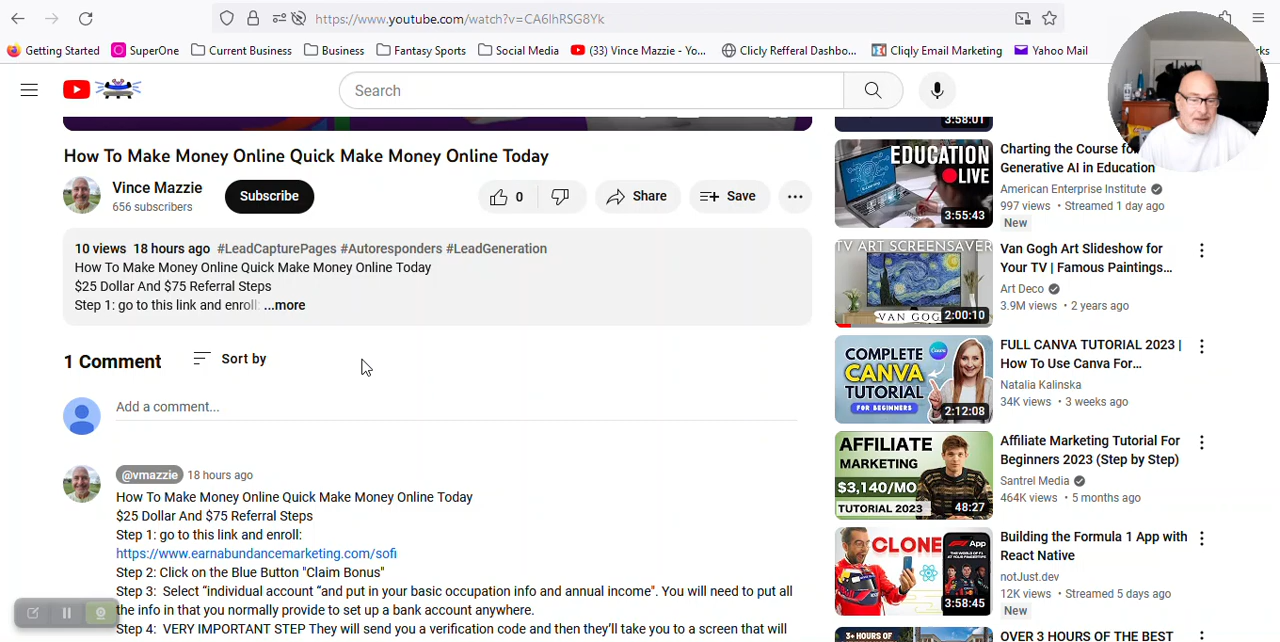 https://www.youtube.com/watch?v=CA6lhRSG8Yk
Getting Started
SuperOne
Current Business
Business
Fantasy Sports
Social Media
(33) Vince Mazzie - Yo...
Clicly Refferal Dashbo...
Cliqly Email Marketing
Yahoo Mail
Search
How To Make Money Online Quick Make Money Online Today
Vince Mazzie
656 subscribers
Subscribe
0
Share
Save
10 views 18 hours ago #LeadCapturePages #Autoresponders #LeadGeneration
How To Make Money Online Quick Make Money Online Today
$25 Dollar And $75 Referral Steps
Step 1: go to this link and enroll: ...more
1 Comment
Sort by
Add a comment...
@vmazzie 18 hours ago
How To Make Money Online Quick Make Money Online Today
$25 Dollar And $75 Referral Steps
Step 1: go to this link and enroll:
https://www.earnabundancemarketing.com/sofi
Step 2: Click on the Blue Button "Claim Bonus"
Step 3:  Select “individual account “and put in your basic occupation info and annual income". You will need to put all
the info in that you normally provide to set up a bank account anywhere.
Step 4:  VERY IMPORTANT STEP They will send you a verification code and then they’ll take you to a screen that will
3:58:01
EDUCATION
LIVE
3:55:43
Charting the Course for
Generative AI in Education
American Enterprise Institute
997 views • Streamed 1 day ago
New
TV ART SCREENSAVER
VAN GOG
2:00:10
Van Gogh Art Slideshow for
Your TV | Famous Paintings...
Art Deco
3.9M views • 2 years ago
COMPLETE
CANVA
TUTORIAL
FOR BEGINNERS
2:12:08
FULL CANVA TUTORIAL 2023 |
How To Use Canva For...
Natalia Kalinska
34K views • 3 weeks ago
AFFILIATE
MARKETING
$3,140/MO
TUTORIAL 2023
48:27
Affiliate Marketing Tutorial For
Beginners 2023 (Step by Step)
Santrel Media
464K views • 5 months ago
CLONE
App
3:58:45
Building the Formula 1 App with
React Native
notJust.dev
12K views • Streamed 5 days ago
New
3+ HOURS OF
OVER 3 HOURS OF THE BEST